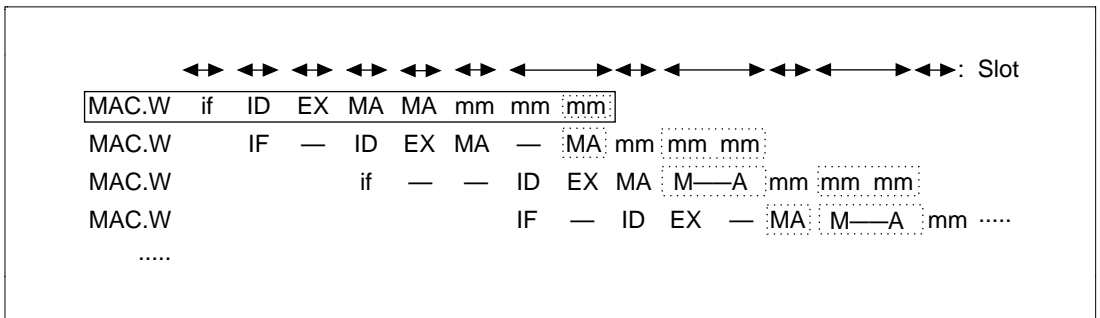 : Slot
MAC.W if ID EX MA MA mm mm mm
MAC.W IF — ID EX MA — MA mm mm mm
MAC.W if — — ID EX MA M——A mm mm mm
MAC.W IF — ID EX — MA M——A mm ·····
·····